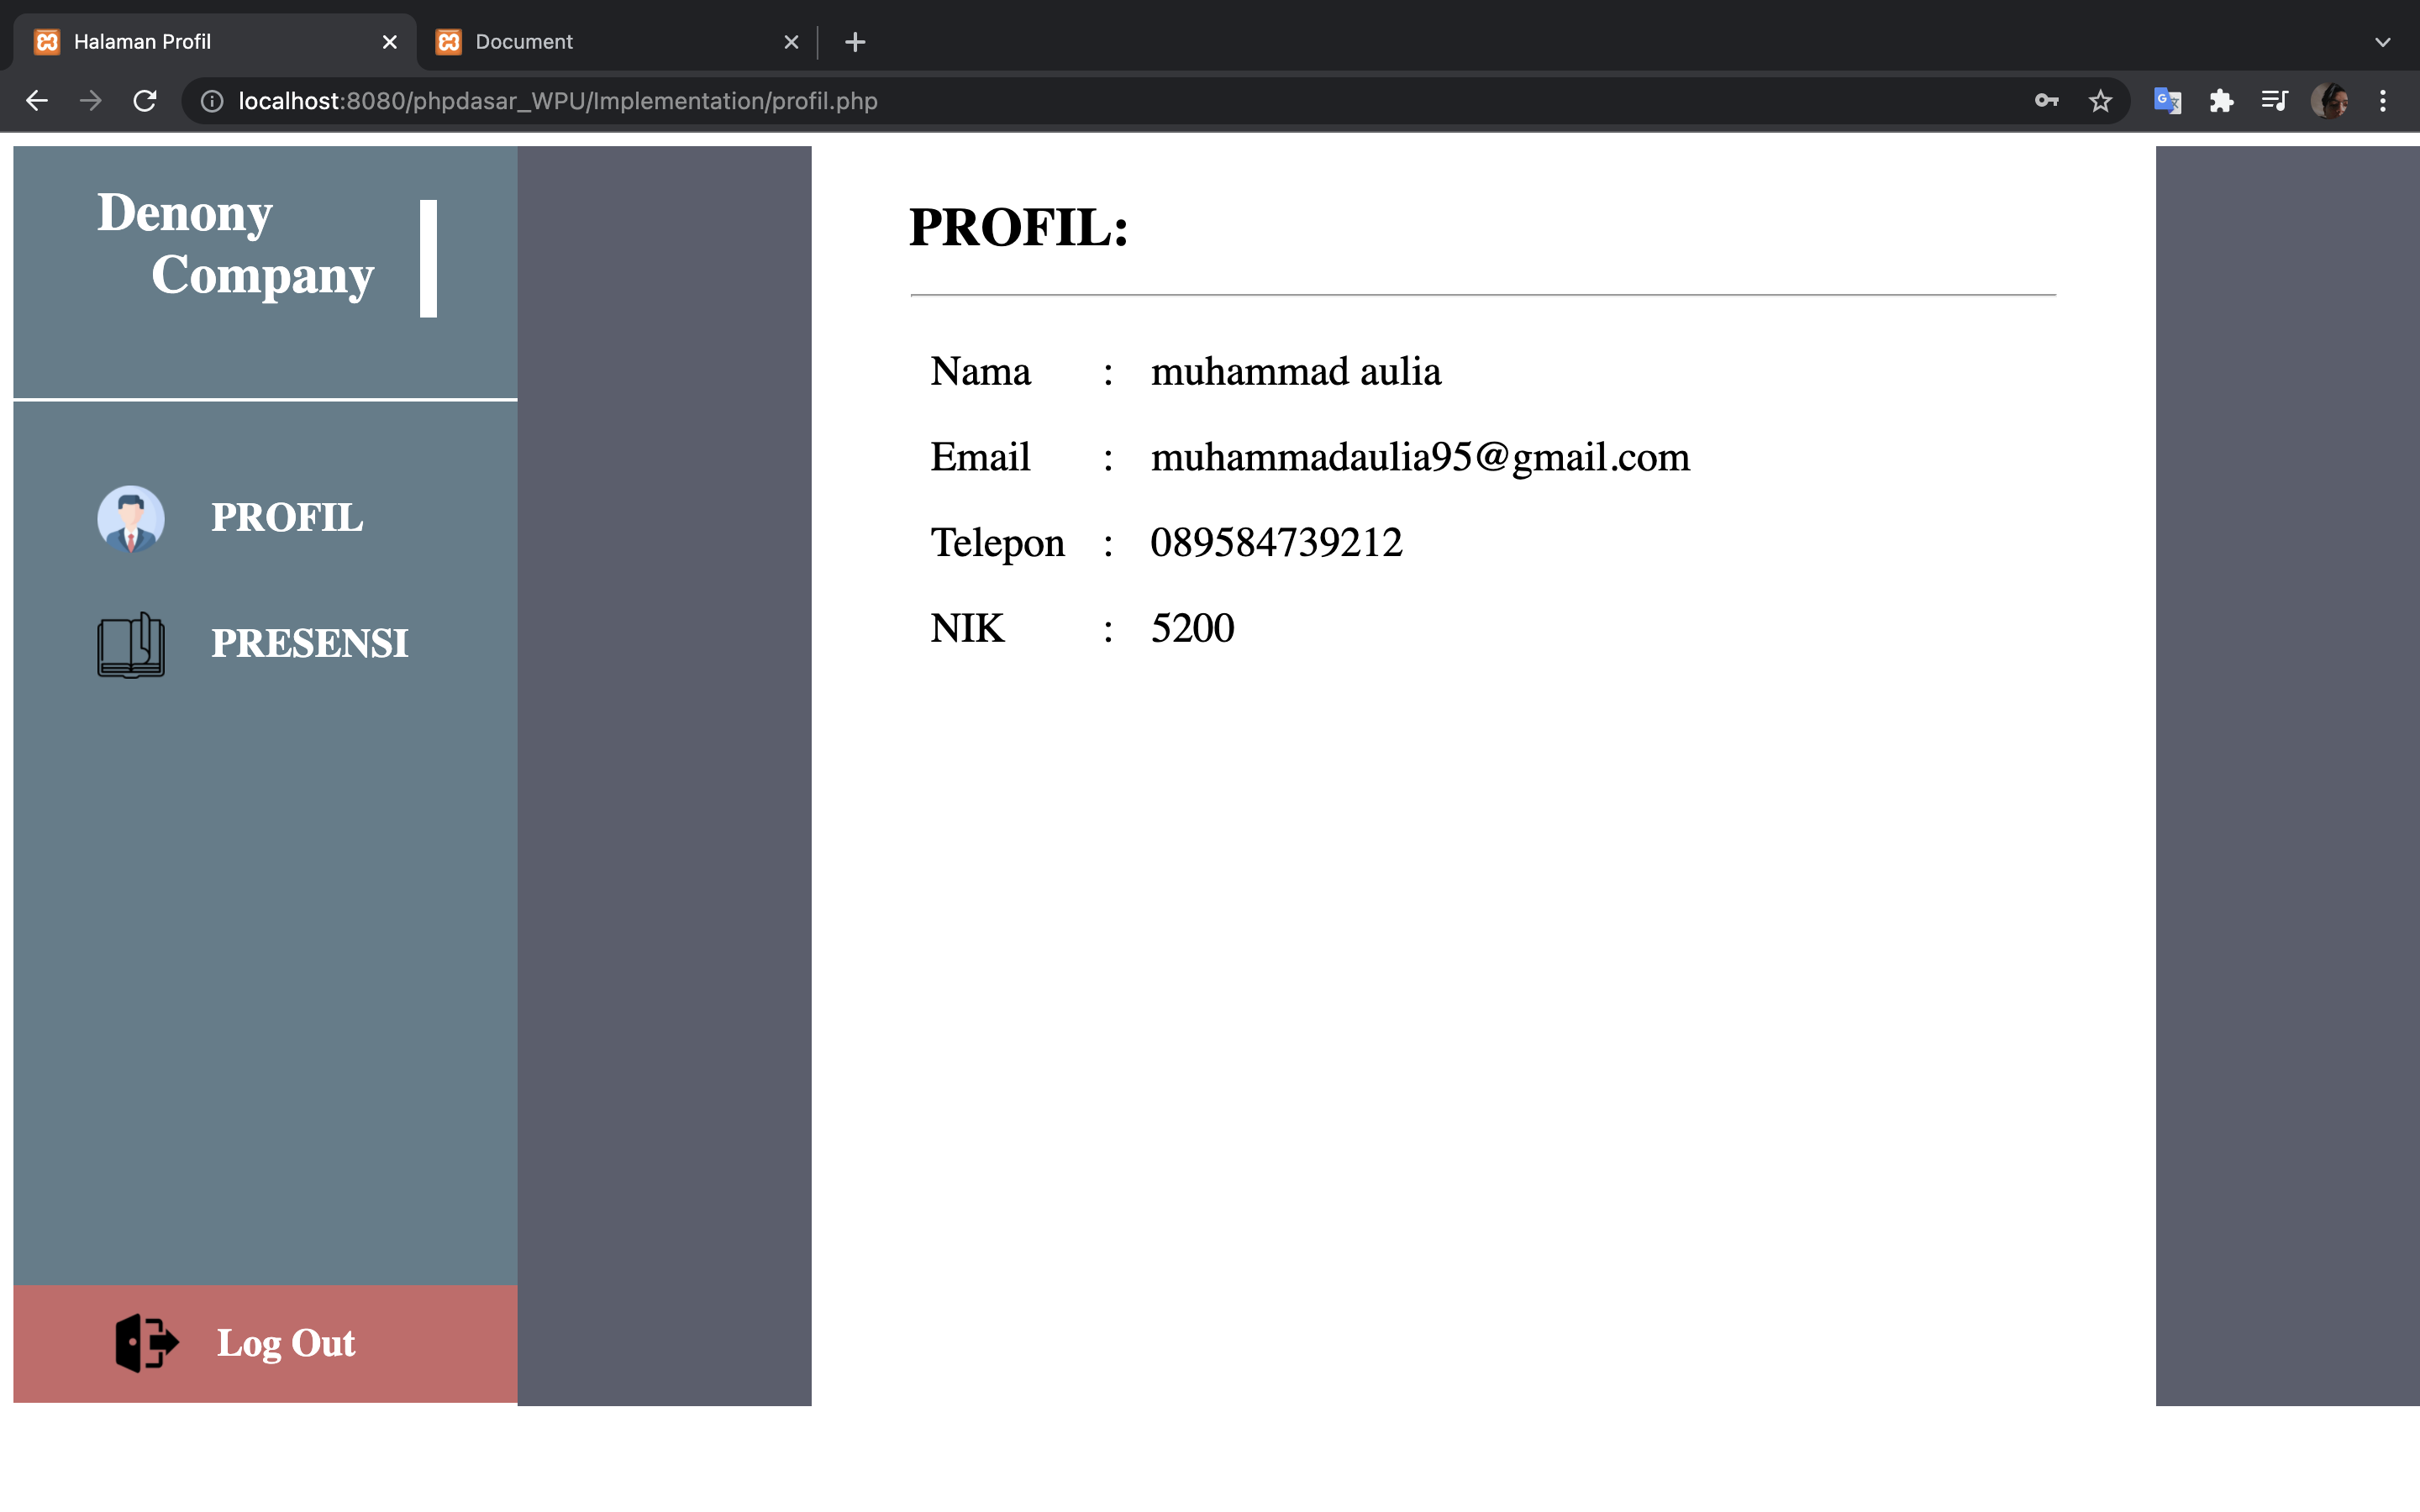 Halaman Profil
Document
localhost:8080/phpdasar_WPU/Implementation/profil.php
Denony
Company
PROFIL
PRESENSI
Log Out
PROFIL:
Nama : muhammad aulia
Email : muhammadaulia95@gmail.com
Telepon : 089584739212
NIK : 5200